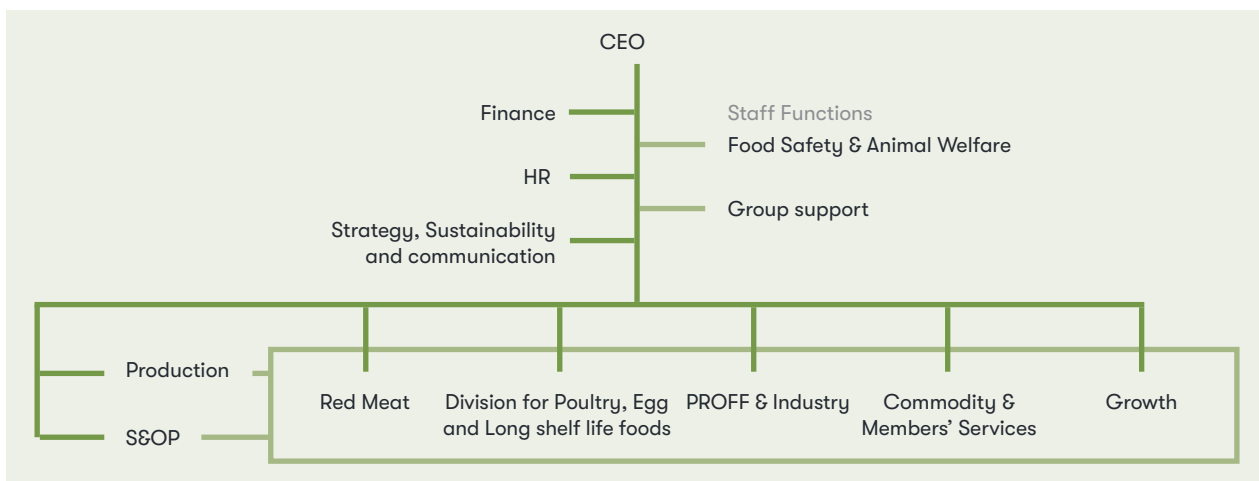 CEO
Finance
Staff Functions
Food Safety & Animal Welfare
HR
Group support
Strategy, Sustainability
and communication
Production
S&OP
Red Meat
Division for Poultry, Egg
and Long shelf life foods
PROFF & Industry
Commodity &
Members’ Services
Growth